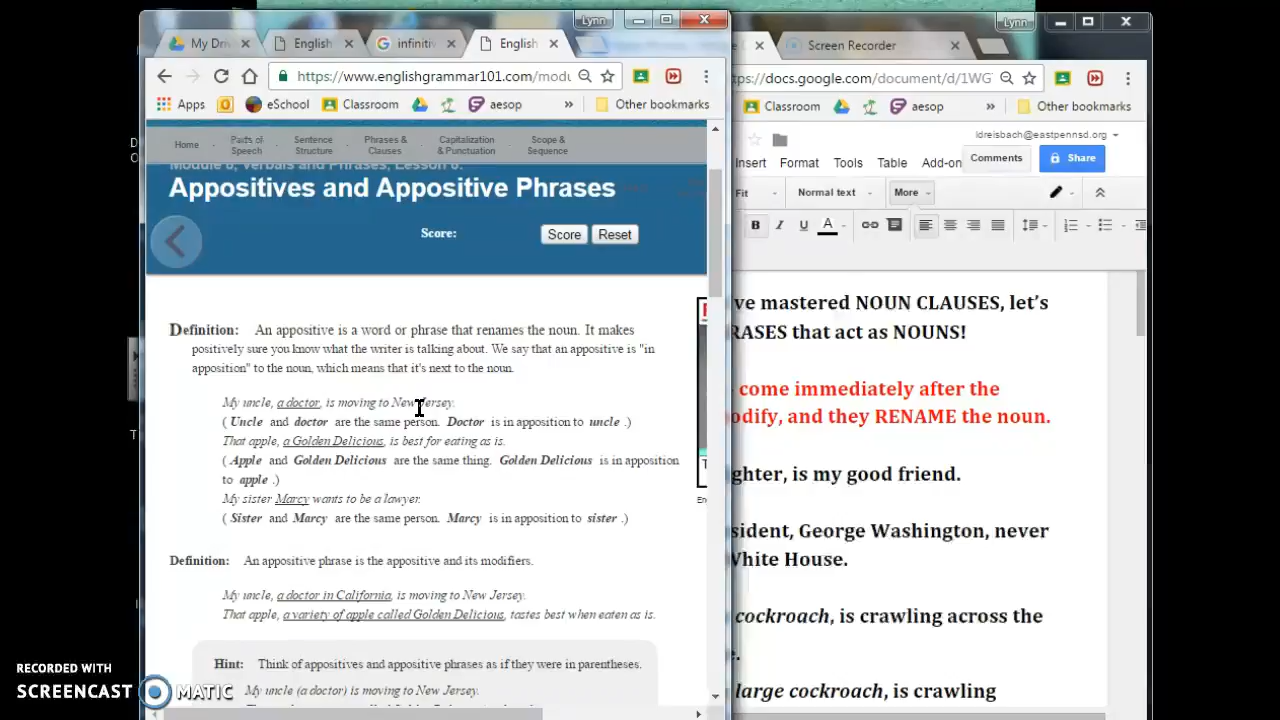 Lynn
My Dri
English
infinitiv
English
https://www.englishgrammar101.com/modu
Apps
eSchool
Classroom
aesop
»
Other bookmarks
Home
Parts of Speech
Sentence Structure
Phrases & Clauses
Capitalization & Punctuation
Scope & Sequence
Module 8, Verbals and Phrases, Lesson 6:
Appositives and Appositive Phrases
Score:
Score
Reset
Definition: An appositive is a word or phrase that renames the noun. It makes
positively sure you know what the writer is talking about. We say that an appositive is "in
apposition" to the noun, which means that it's next to the noun.
My uncle, a doctor, is moving to New Jersey.
( Uncle and doctor are the same person. Doctor is in apposition to uncle .)
That apple, a Golden Delicious, is best for eating as is.
( Apple and Golden Delicious are the same thing. Golden Delicious is in apposition
to apple .)
My sister Marcy wants to be a lawyer.
( Sister and Marcy are the same person. Marcy is in apposition to sister .)
Definition: An appositive phrase is the appositive and its modifiers.
My uncle, a doctor in California, is moving to New Jersey.
That apple, a variety of apple called Golden Delicious, tastes best when eaten as is.
Hint: Think of appositives and appositive phrases as if they were in parentheses.
My uncle (a doctor) is moving to New Jersey.
Lynn
Screen Recorder
tps://docs.google.com/document/d/1WG
Classroom
aesop
»
Other bookmarks
ldreisbach@eastpennsd.org
Comments
Share
Insert Format Tools Table Add-on
Fit
Normal text
More
B I U A
ve mastered NOUN CLAUSES, let's
RASES that act as NOUNS!
come immediately after the
odify, and they RENAME the noun.
ghter, is my good friend.
sident, George Washington, never
White House.
cockroach, is crawling across the
e.
large cockroach, is crawling
RECORDED WITH
SCREENCAST MATIC